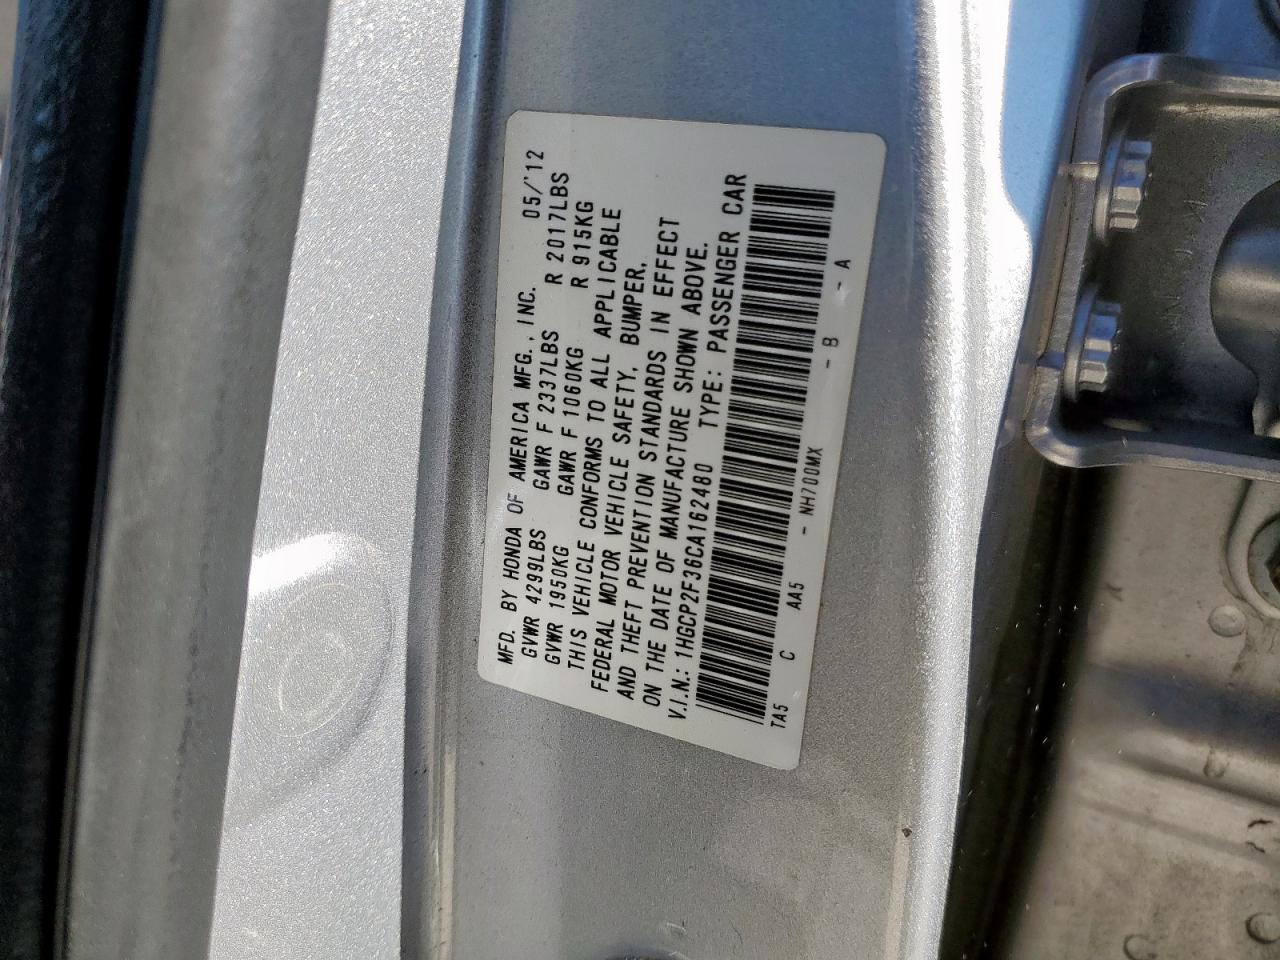 MFD. BY HONDA OF AMERICA MFG., INC. 05/'12
GVWR 4299LBS GAWR F 2337LBS R 2017LBS
GVWR 1950KG GAWR F 1060KG R 915KG
THIS VEHICLE CONFORMS TO ALL APPLICABLE
FEDERAL MOTOR VEHICLE SAFETY, BUMPER,
AND THEFT PREVENTION STANDARDS IN EFFECT
ON THE DATE OF MANUFACTURE SHOWN ABOVE.
V.I.N.: 1HGCP2F36CA162480 TYPE: PASSENGER CAR
TA5 C AA5 - NH700MX - B - A